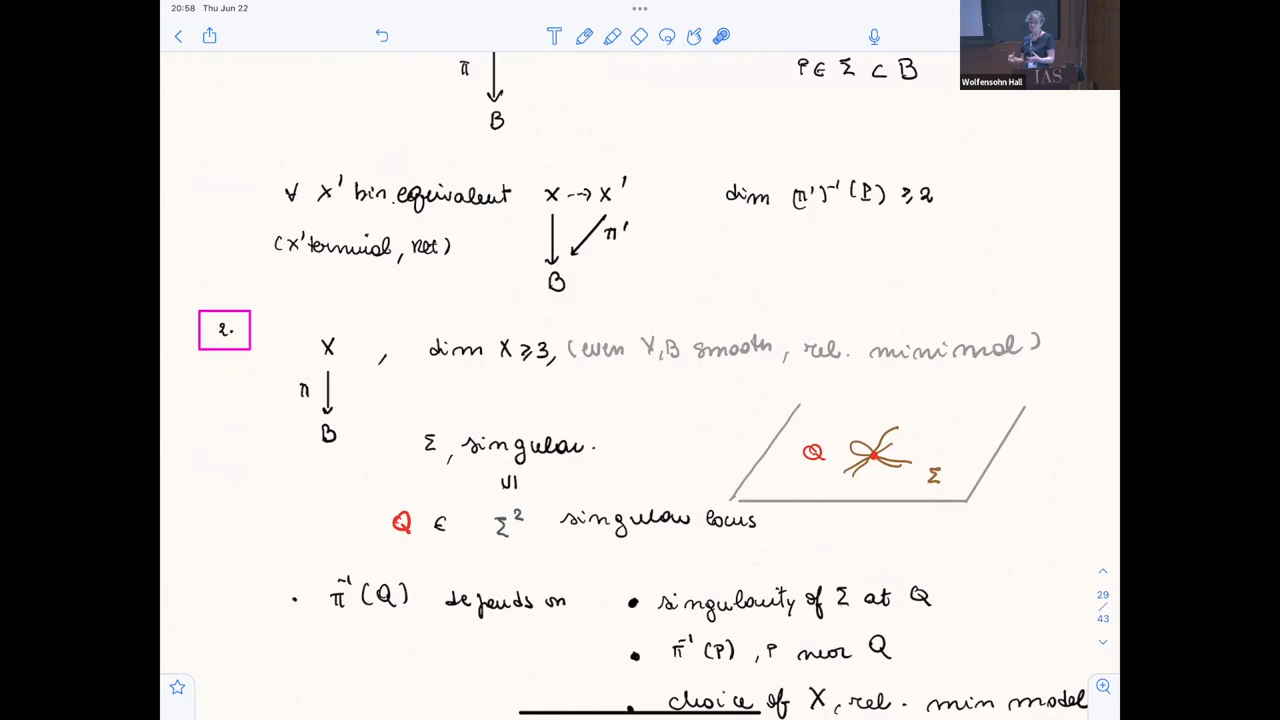 20:58 Thu Jun 22
IAS
Wolfensohn Hall
π
P ∈ Σ ⊂ B
B
∀ X' bir. equivalent X ⇢ X' dim (π')⁻¹(P) ≥ 2
(X' terminal, rel) π'
B
2.
X , dim X ≥ 3, (even X, B smooth, rel. minimal)
π
B
Σ, singular.
Q Σ
Q ∈ Σ² singular locus
• π⁻¹(Q) depends on • singularity of Σ at Q
• π⁻¹(P), P near Q
• choice of X, rel. min model
29
/
43